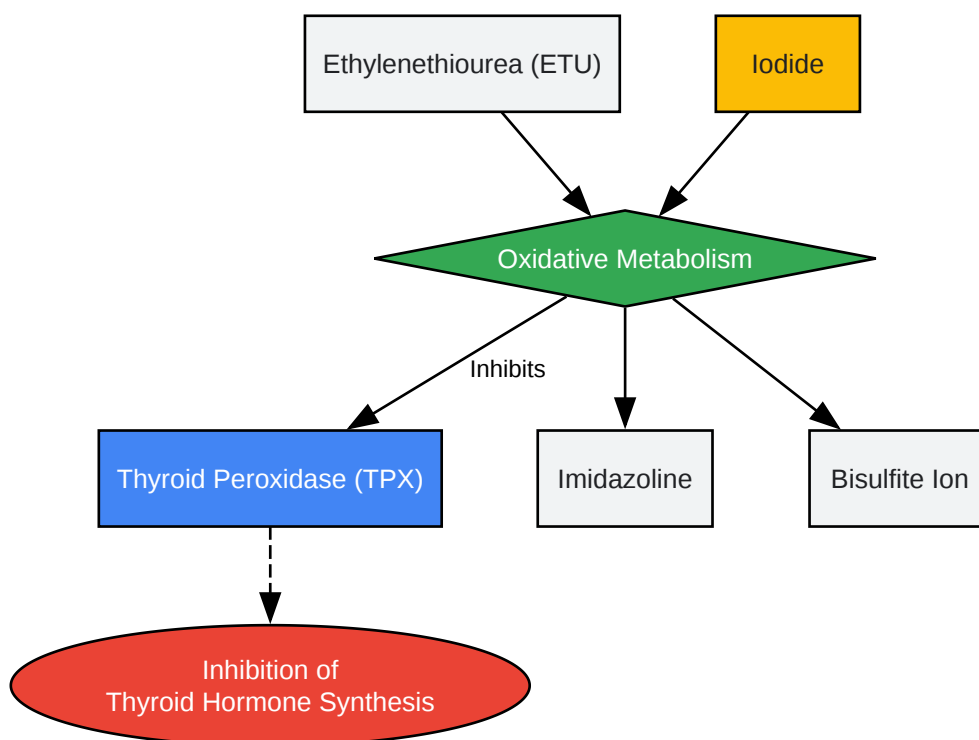 Ethylenethiourea (ETU)
Iodide
Oxidative Metabolism
Inhibits
Thyroid Peroxidase (TPX)
Imidazoline
Bisulfite Ion
Inhibition of
Thyroid Hormone Synthesis